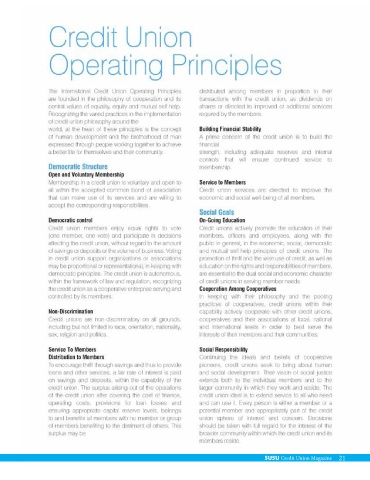 Credit Union
Operating Principles
The International Credit Union Operating Principles
are founded in the philosophy of cooperation and its
central values of equality, equity and mutual self help.
Recognizing the varied practices in the implementation
of credit union philosophy around the
world, at the heart of these principles is the concept
of human development and the brotherhood of man
expressed through people working together to achieve
a better life for themselves and their community.
Democratic Structure
Open and Voluntary Membership
Membership in a credit union is voluntary and open to
all within the accepted common bond of association
that can make use of its services and are willing to
accept the corresponding responsibilities.
Democratic control
Credit union members enjoy equal rights to vote
(one member, one vote) and participate in decisions
affecting the credit union, without regard to the amount
of savings or deposits or the volume of business. Voting
in credit union support organizations or associations
may be proportional or representational, in keeping with
democratic principles. The credit union is autonomous,
within the framework of law and regulation, recognizing
the credit union as a cooperative enterprise serving and
controlled by its members.
Non-Discrimination
Credit unions are non-discriminatory on all grounds,
including but not limited to race, orientation, nationality,
sex, religion and politics.
Service To Members
Distribution to Members
To encourage thrift through savings and thus to provide
loans and other services, a fair rate of interest is paid
on savings and deposits, within the capability of the
credit union. The surplus arising out of the operations
of the credit union after covering the cost of finance,
operating costs, provisions for loan losses and
ensuring appropriate capital reserve levels, belongs
to and benefits all members with no member or group
of members benefiting to the detriment of others. This
surplus may be
distributed among members in proportion to their
transactions with the credit union, as dividends on
shares or directed to improved or additional services
required by the members.
Building Financial Stability
A prime concern of the credit union is to build the
financial
strength, including adequate reserves and internal
controls that will ensure continued service to
membership.
Service to Members
Credit union services are directed to improve the
economic and social well-being of all members.
Social Goals
On-Going Education
Credit unions actively promote the education of their
members, officers and employees, along with the
public in general, in the economic, social, democratic
and mutual self-help principles of credit unions. The
promotion of thrift and the wise use of credit, as well as
education on the rights and responsibilities of members,
are essential to the dual social and economic character
of credit unions in serving member needs.
Cooperation Among Cooperatives
In keeping with their philosophy and the pooling
practices of cooperatives, credit unions within their
capability actively cooperate with other credit unions,
cooperatives and their associations at local, national
and international levels in order to best serve the
interests of their members and their communities.
Social Responsibility
Continuing the ideals and beliefs of cooperative
pioneers, credit unions seek to bring about human
and social development. Their vision of social justice
extends both to the individual members and to the
larger community in which they work and reside. The
credit union ideal is to extend service to all who need
and can use it. Every person is either a member or a
potential member and appropriately part of the credit
union sphere of interest and concern. Decisions
should be taken with full regard for the interest of the
broader community within which the credit union and its
members reside.
SUSU Credit Union Magazine 21